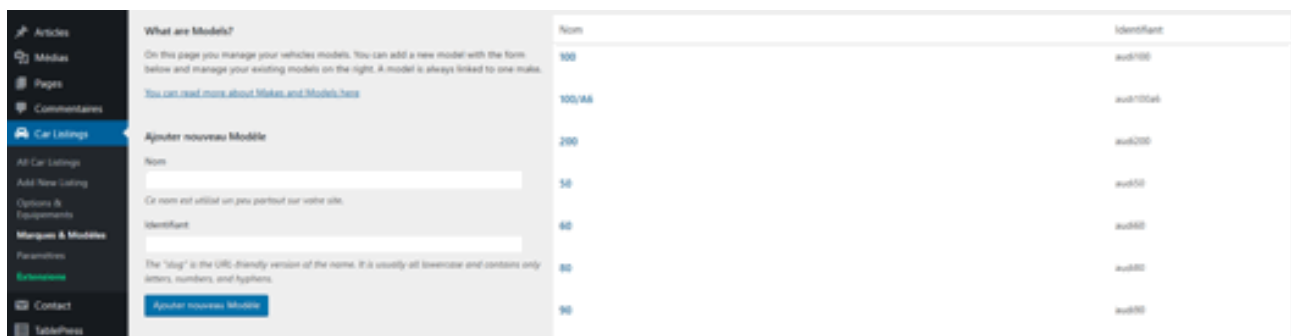 Articles
Médias
Pages
Commentaires
Car Listings
All Car Listings
Add New Listing
Options &
Equipements
Marques & Modèles
Paramètres
Extensions
Contact
TablePress
What are Models?
On this page you manage your vehicles models. You can add a new model with the form
below and manage your existing models on the right. A model is always linked to one make.
You can read more about Makes and Models here
Ajouter nouveau Modèle
Nom
Ce nom est utilisé un peu partout sur votre site.
Identifiant
The "slug" is the URL-friendly version of the name. It is usually all lowercase and contains only
letters, numbers, and hyphens.
Ajouter nouveau Modèle
Nom Identifiant
100 audi100
100/A6 audi100a6
200 audi200
50 audi50
60 audi60
80 audi80
90 audi90